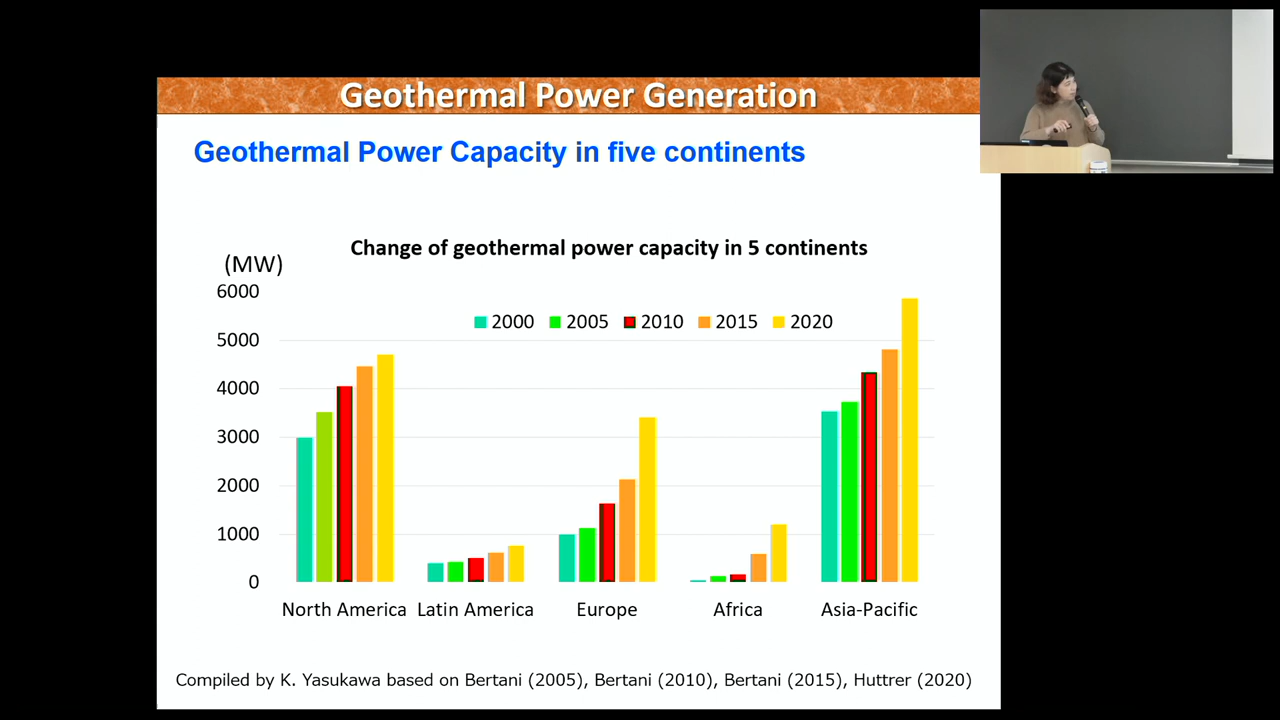 Geothermal Power Generation
Geothermal Power Capacity in five continents
Change of geothermal power capacity in 5 continents
(MW)
6000
2000 2005 2010 2015 2020
5000
4000
3000
2000
1000
0
North America Latin America Europe Africa Asia-Pacific
Compiled by K. Yasukawa based on Bertani (2005), Bertani (2010), Bertani (2015), Huttrer (2020)